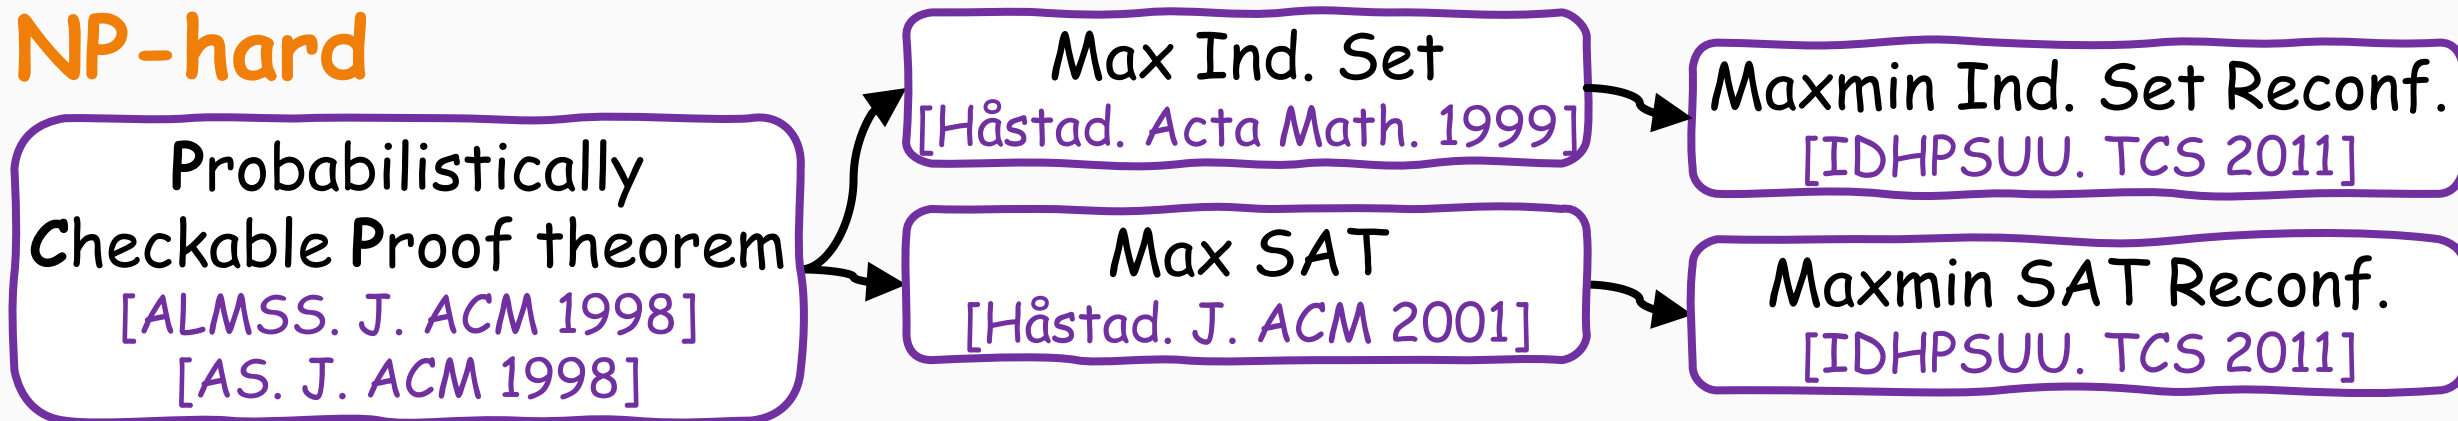 NP-hard
Probabilistically
Checkable Proof theorem
[ALMSS. J. ACM 1998]
[AS. J. ACM 1998]
Max Ind. Set
[Håstad. Acta Math. 1999]
Max SAT
[Håstad. J. ACM 2001]
Maxmin Ind. Set Reconf.
[IDHPSUU. TCS 2011]
Maxmin SAT Reconf.
[IDHPSUU. TCS 2011]